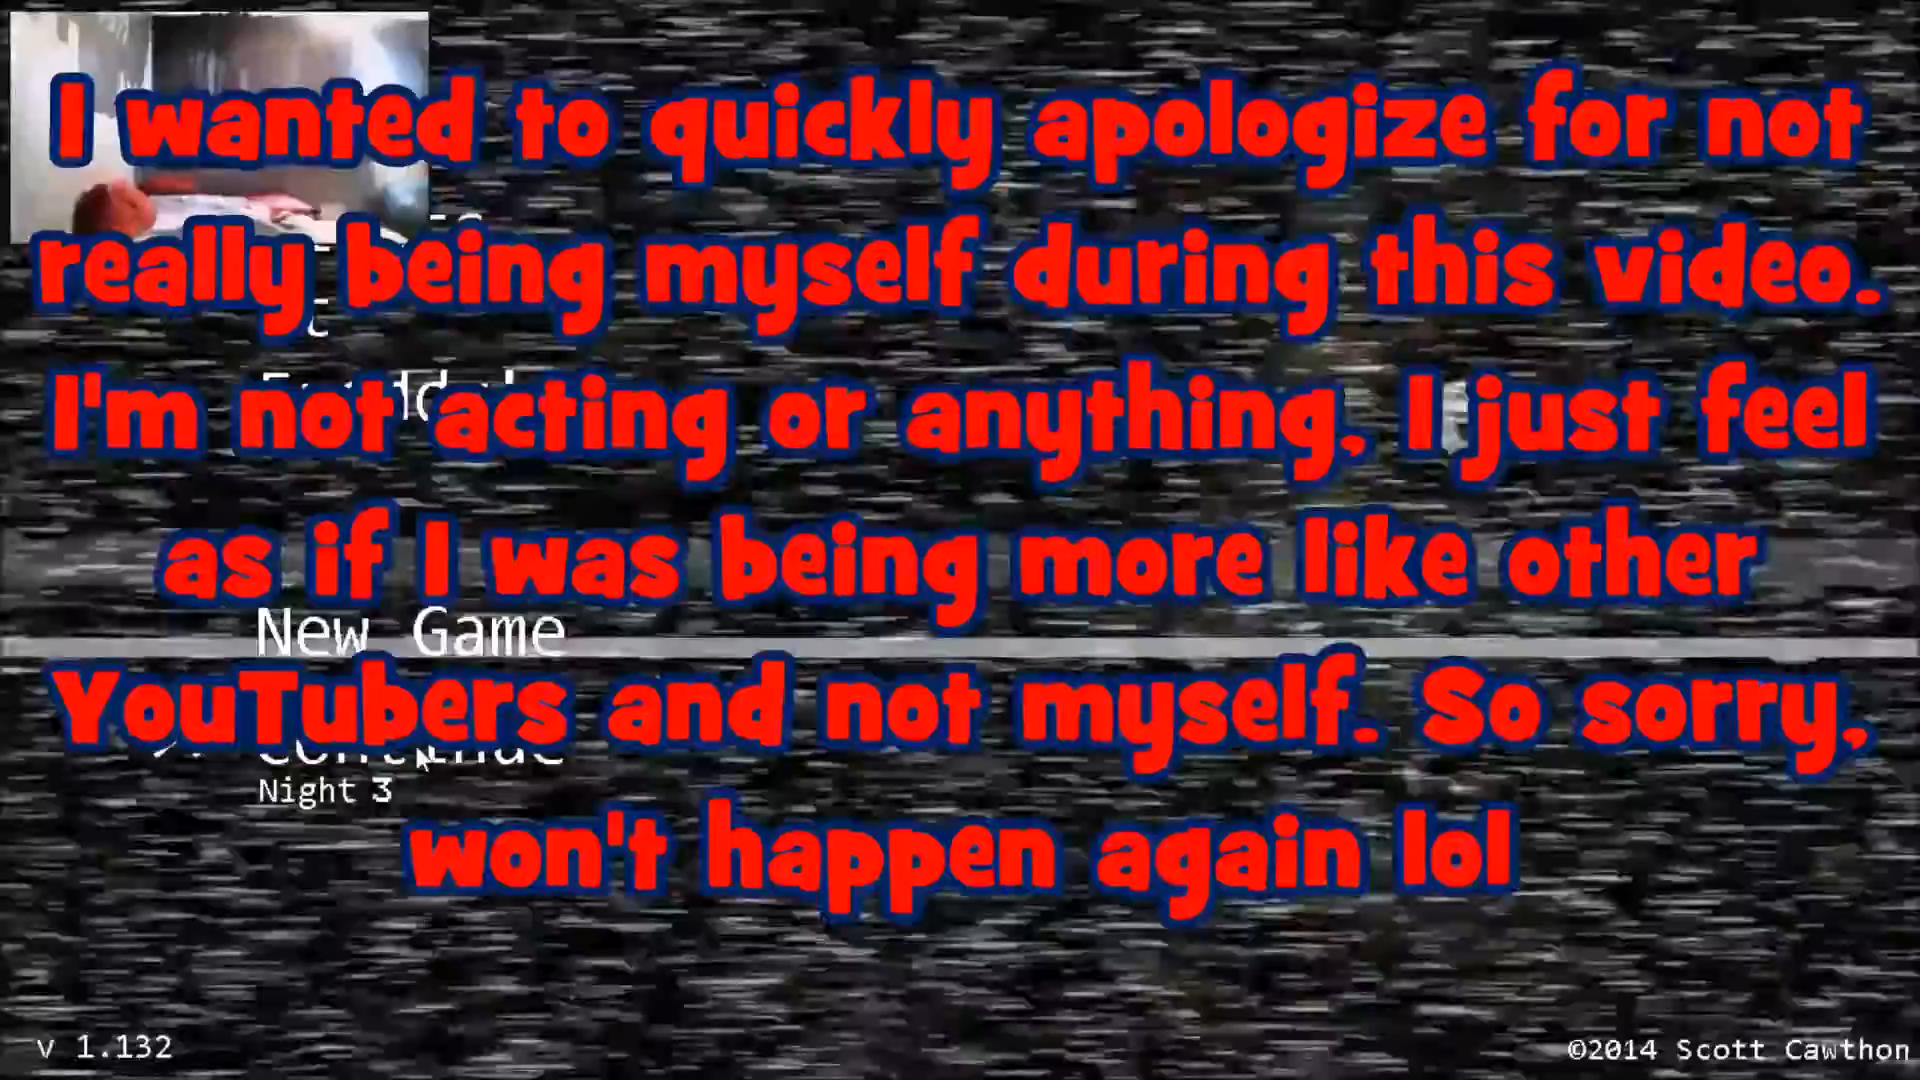 I wanted to quickly apologize for not
really being myself during this video.
I'm not acting or anything, I just feel
as if I was being more like other
New Game
YouTubers and not myself. So sorry,
Continue
Night 3
won't happen again lol
v 1.132
©2014 Scott Cawthon